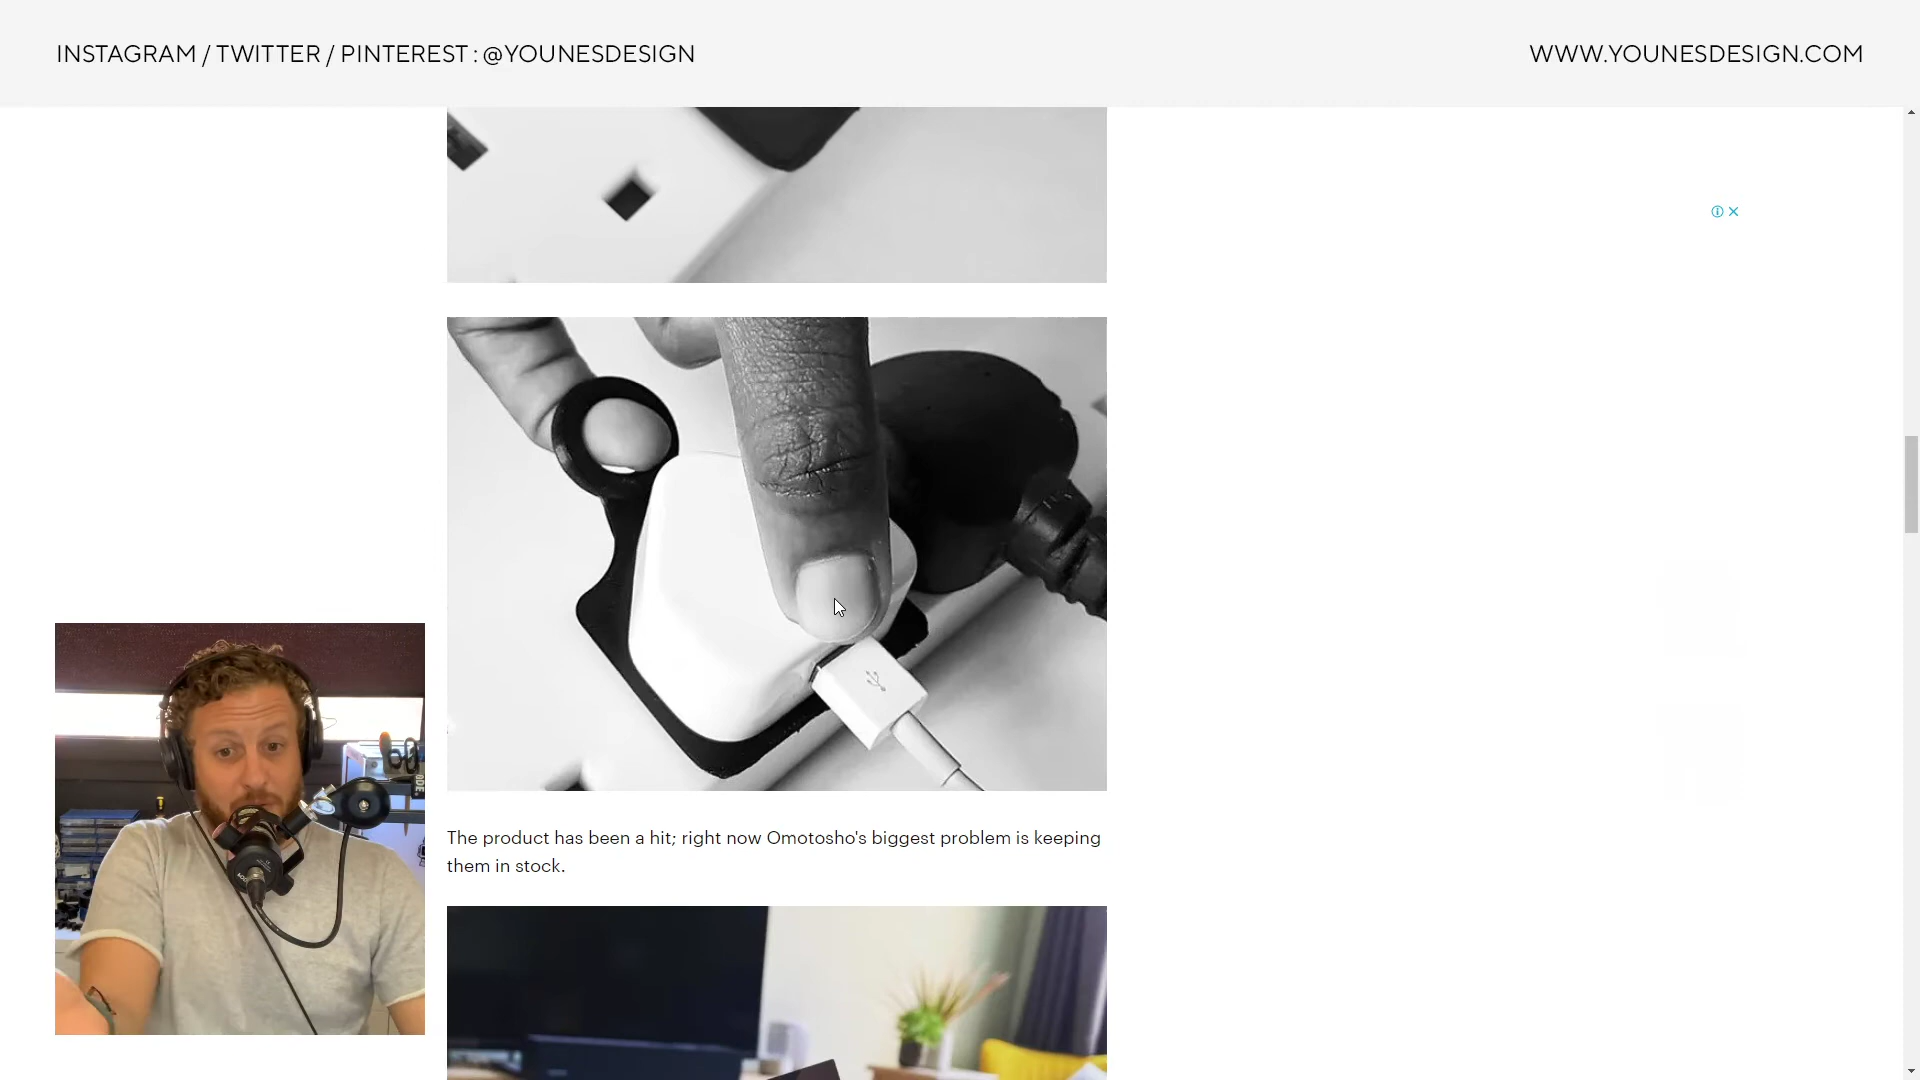 INSTAGRAM / TWITTER / PINTEREST : @YOUNESDESIGN
WWW.YOUNESDESIGN.COM
The product has been a hit; right now Omotosho's biggest problem is keeping
them in stock.